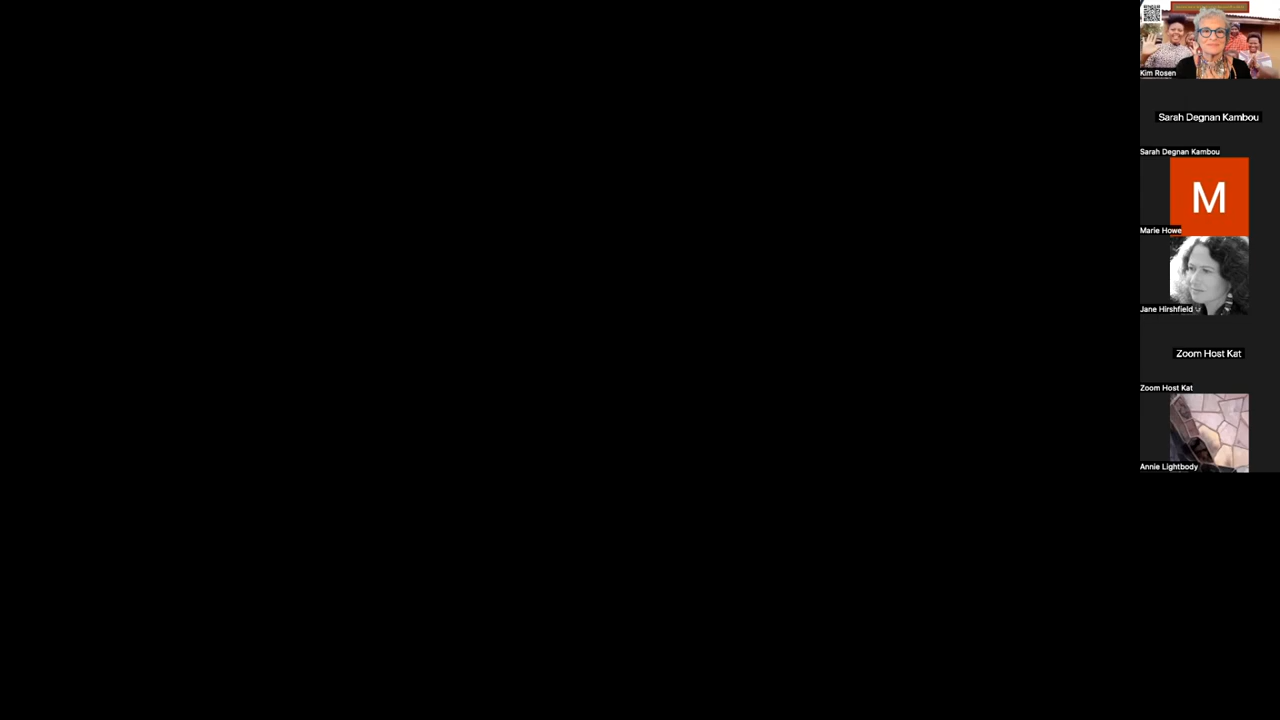 Kim Rosen
Sarah Degnan Kambou
Sarah Degnan Kambou
M
Marie Howe
Jane Hirshfield
Zoom Host Kat
Zoom Host Kat
Annie Lightbody